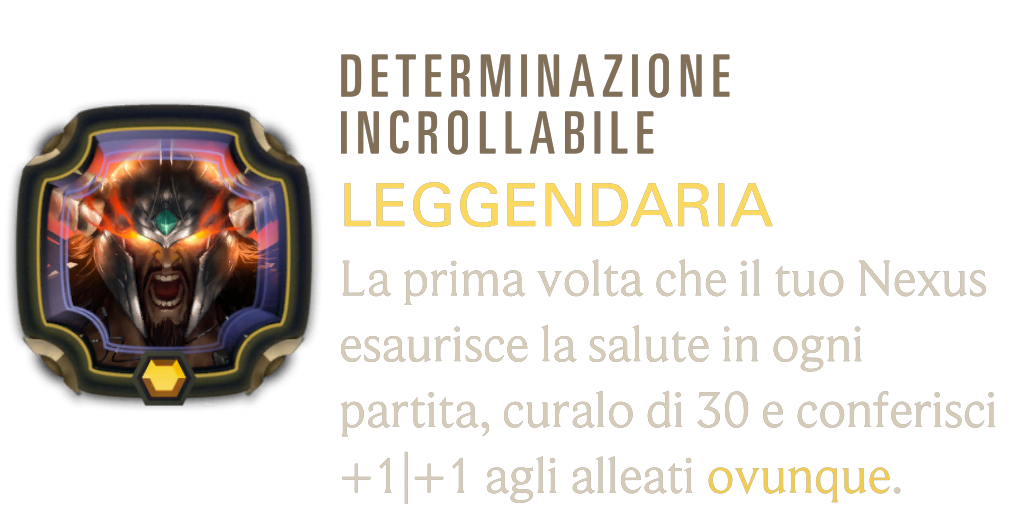 DETERMINAZIONE
INCROLLABILE
LEGGENDARIA
La prima volta che il tuo Nexus
esaurisce la salute in ogni
partita, curalo di 30 e conferisci
+1|+1 agli alleati ovunque.